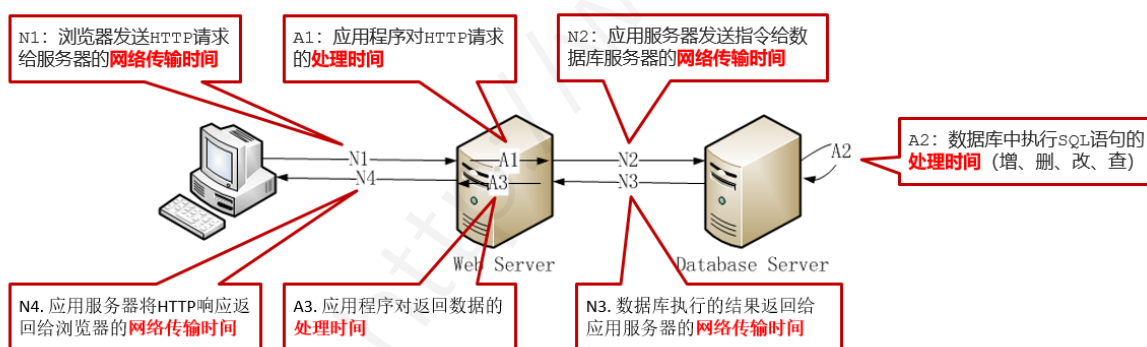 N1: 浏览器发送HTTP请求
给服务器的网络传输时间
A1: 应用程序对HTTP请求
的处理时间
N2: 应用服务器发送指令给数
据库服务器的网络传输时间
A2: 数据库中执行SQL语句的
处理时间 (增、删、改、查)
N1
N4
A1
A3
N2
N3
A2
Web Server
Database Server
N4. 应用服务器将HTTP响应返
回给浏览器的网络传输时间
A3. 应用程序对返回数据的
处理时间
N3. 数据库执行的结果返回给
应用服务器的网络传输时间